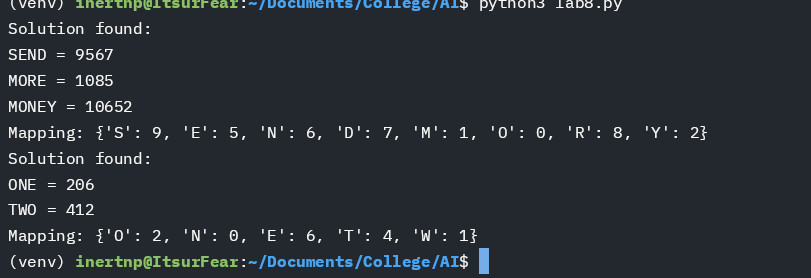 (venv) inertnp@ItsurFear:~/Documents/College/AI$ python3 lab8.py
Solution found:
SEND = 9567
MORE = 1085
MONEY = 10652
Mapping: {'S': 9, 'E': 5, 'N': 6, 'D': 7, 'M': 1, 'O': 0, 'R': 8, 'Y': 2}
Solution found:
ONE = 206
TWO = 412
Mapping: {'O': 2, 'N': 0, 'E': 6, 'T': 4, 'W': 1}
(venv) inertnp@ItsurFear:~/Documents/College/AI$